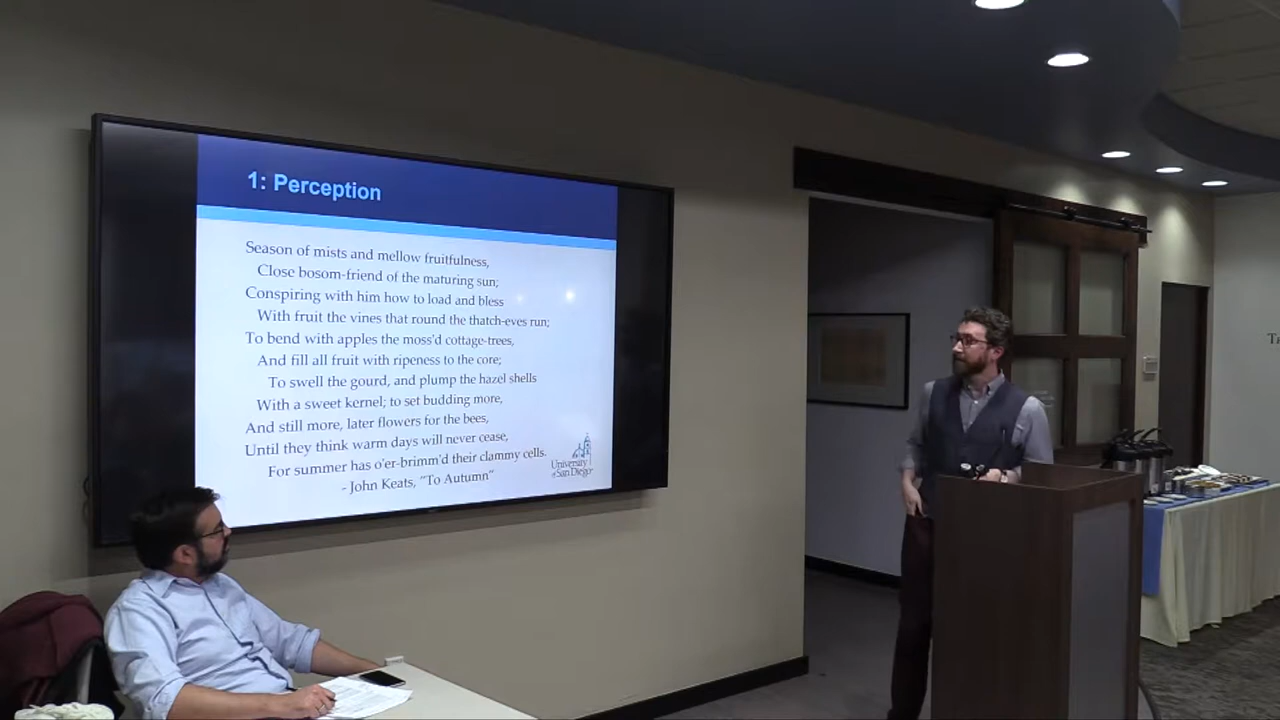 1: Perception
Season of mists and mellow fruitfulness,
Close bosom-friend of the maturing sun;
Conspiring with him how to load and bless
With fruit the vines that round the thatch-eves run;
To bend with apples the moss'd cottage-trees,
And fill all fruit with ripeness to the core;
To swell the gourd, and plump the hazel shells
With a sweet kernel; to set budding more,
And still more, later flowers for the bees,
Until they think warm days will never cease,
For summer has o'er-brimm'd their clammy cells.
- John Keats, "To Autumn"
University
of San Diego